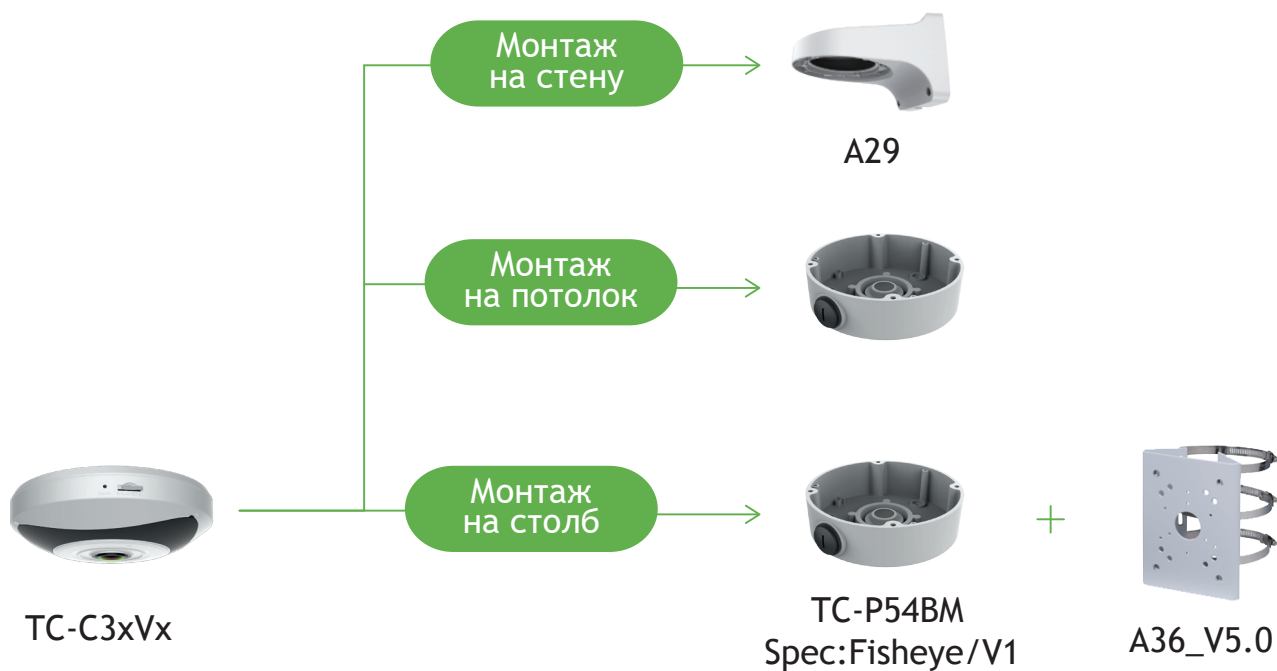 Монтаж
на стену
A29
Монтаж
на потолок
Монтаж
на столб
TC-C3xVx
TC-P54BM
Spec:Fisheye/V1
A36_V5.0